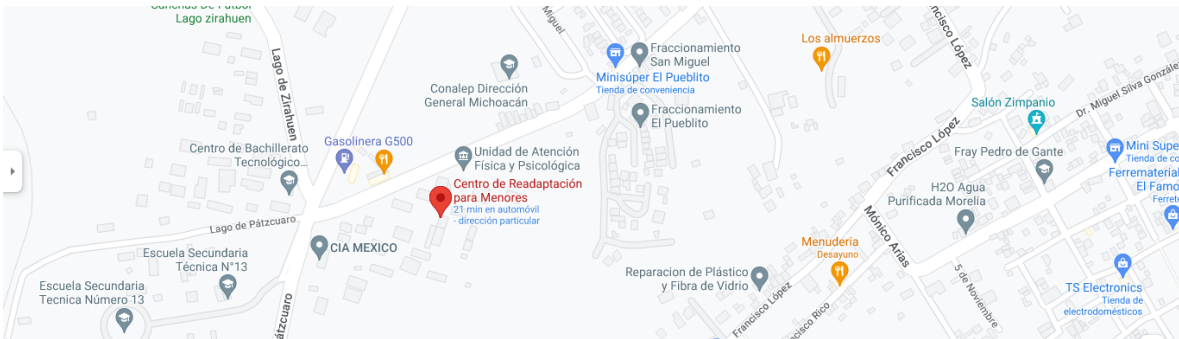 Canchas De Futbol
Lago zirahuen
Lago de Zirahuen
Miguel
Conalep Dirección
General Michoacán
Minisúper El Pueblito
Tienda de conveniencia
Fraccionamiento
San Miguel
Fraccionamiento
El Pueblito
Los almuerzos
Francisco López
Salón Zimpanio
Dr. Miguel Silva González
Gasolinera G500
Centro de Bachillerato
Tecnológico...
Unidad de Atención
Física y Psicológica
Centro de Readaptación
para Menores
21 min en automóvil
- dirección particular
Francisco López
Fray Pedro de Gante
Mini Supe
Tienda de co
Ferrematerial
El Famo
Ferrete
H2O Agua
Purificada Morelia
Lago de Pátzcuaro
CIA MEXICO
Escuela Secundaria
Técnica N°13
Escuela Secundaria
Tecnica Número 13
átzcuaro
Mónico Arias
Menuderia
Desayuno
Reparacion de Plástico
y Fibra de Vidrio
Francisco López
ncisco Rico
5 de Noviembre
TS Electronics
Tienda de
electrodomésticos